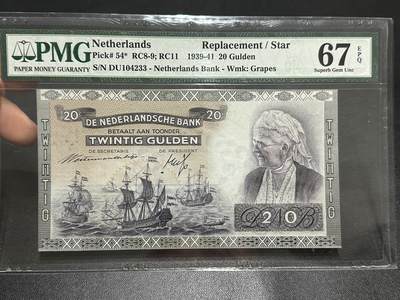 PMG
PAPER MONEY GUARANTY
Netherlands Replacement / Star
Pick# 54* RC8-9; RC11 1939-41 20 Gulden
S/N DU104233 - Netherlands Bank - Wmk: Grapes
67 EPQ
Superb Gem Unc
20 DE NEDERLANDSCHE BANK 20
BETAALT AAN TOONDER
TWINTIG GULDEN
DE SECRETARIS DE PRESIDENT
TWINTIG
TWINTIG
20